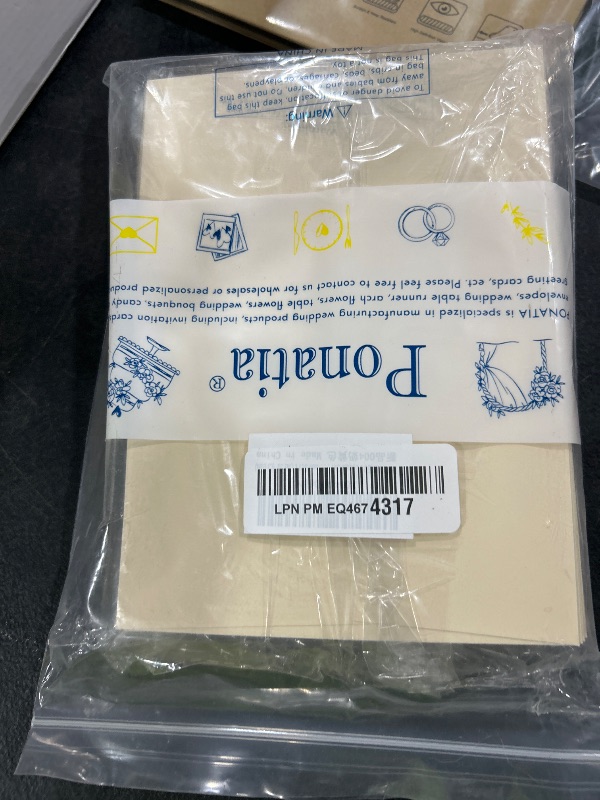 LPN PM EQ4674317
Ponatia®
PONATIA is specialized in manufacturing wedding products, including invitation cards
envelopes, wedding table runner, arch flowers, table flowers, wedding bouquets, candy
greeting cards, ect. Please feel free to contact us for wholesales or personalized produc
Warning:
To avoid danger of suffocation, keep this bag
away from babies and children. Do not use this
bag in cribs, beds, carriages or playpens.
This bag is not a toy.
MADE IN CHINA